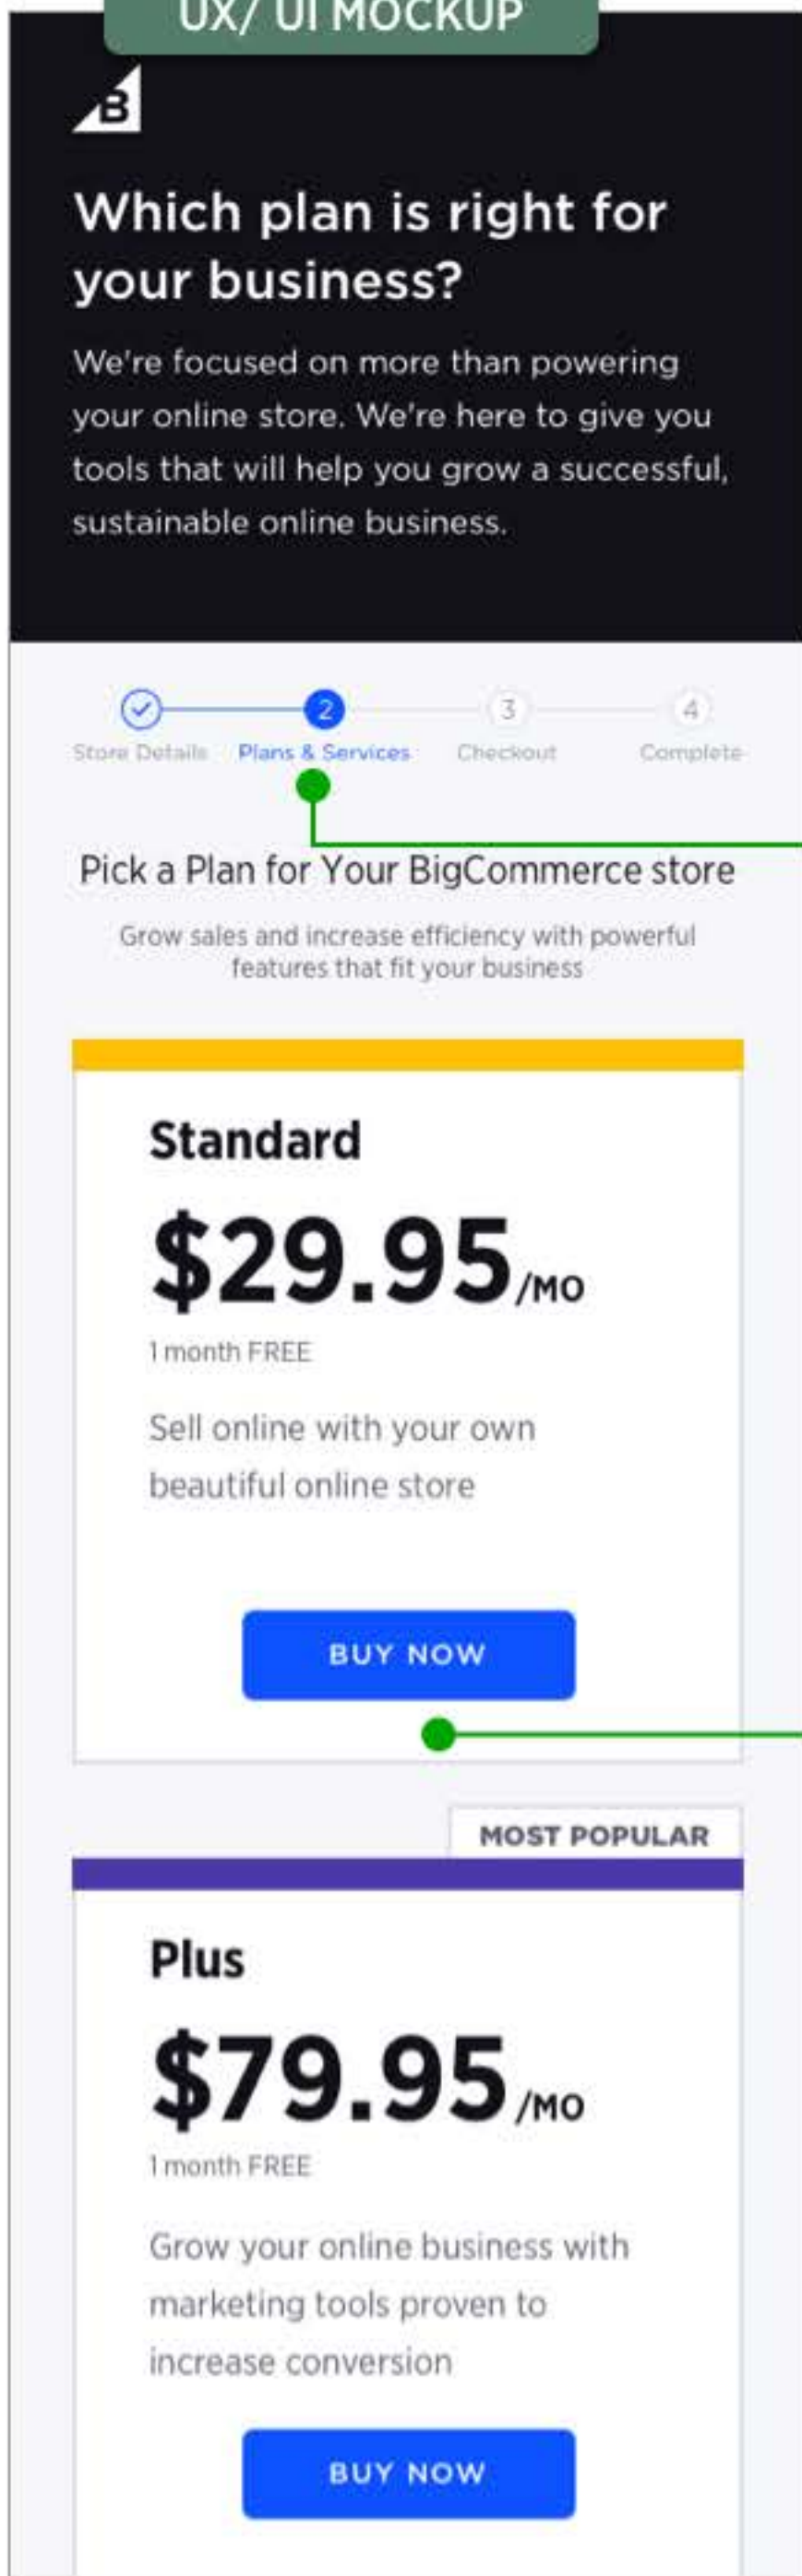 UX/ UI MOCKUP
B
Which plan is right for
your business?
We're focused on more than powering
your online store. We're here to give you
tools that will help you grow a successful,
sustainable online business.
2 3 4
Store Details Plans & Services Checkout Complete
Pick a Plan for Your BigCommerce store
Grow sales and increase efficiency with powerful
features that fit your business
Standard
$29.95/MO
1 month FREE
Sell online with your own
beautiful online store
BUY NOW
MOST POPULAR
Plus
$79.95/MO
1 month FREE
Grow your online business with
marketing tools proven to
increase conversion
BUY NOW